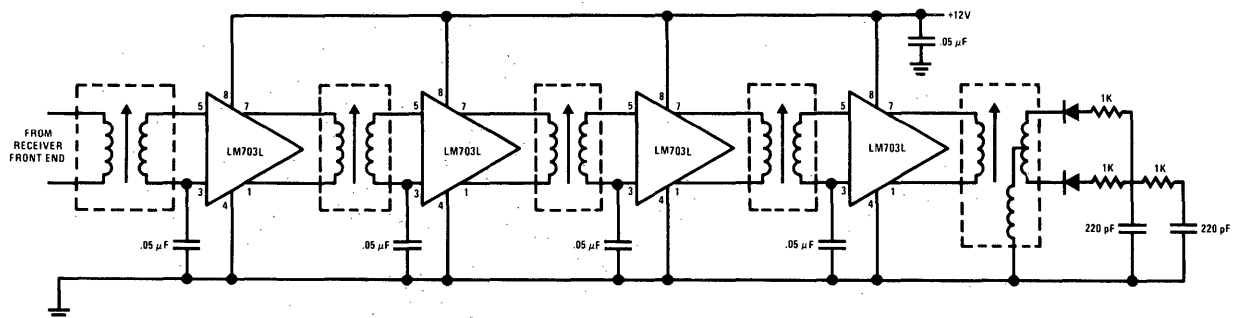 +12V
.05 µF
8
5
7
LM703L
3
1
4
8
5
7
LM703L
3
1
4
8
5
7
LM703L
3
1
4
8
5
7
LM703L
3
1
4
FROM
RECEIVER
FRONT END
1K
1K
1K
.05 µF
.05 µF
.05 µF
.05 µF
220 pF
220 pF